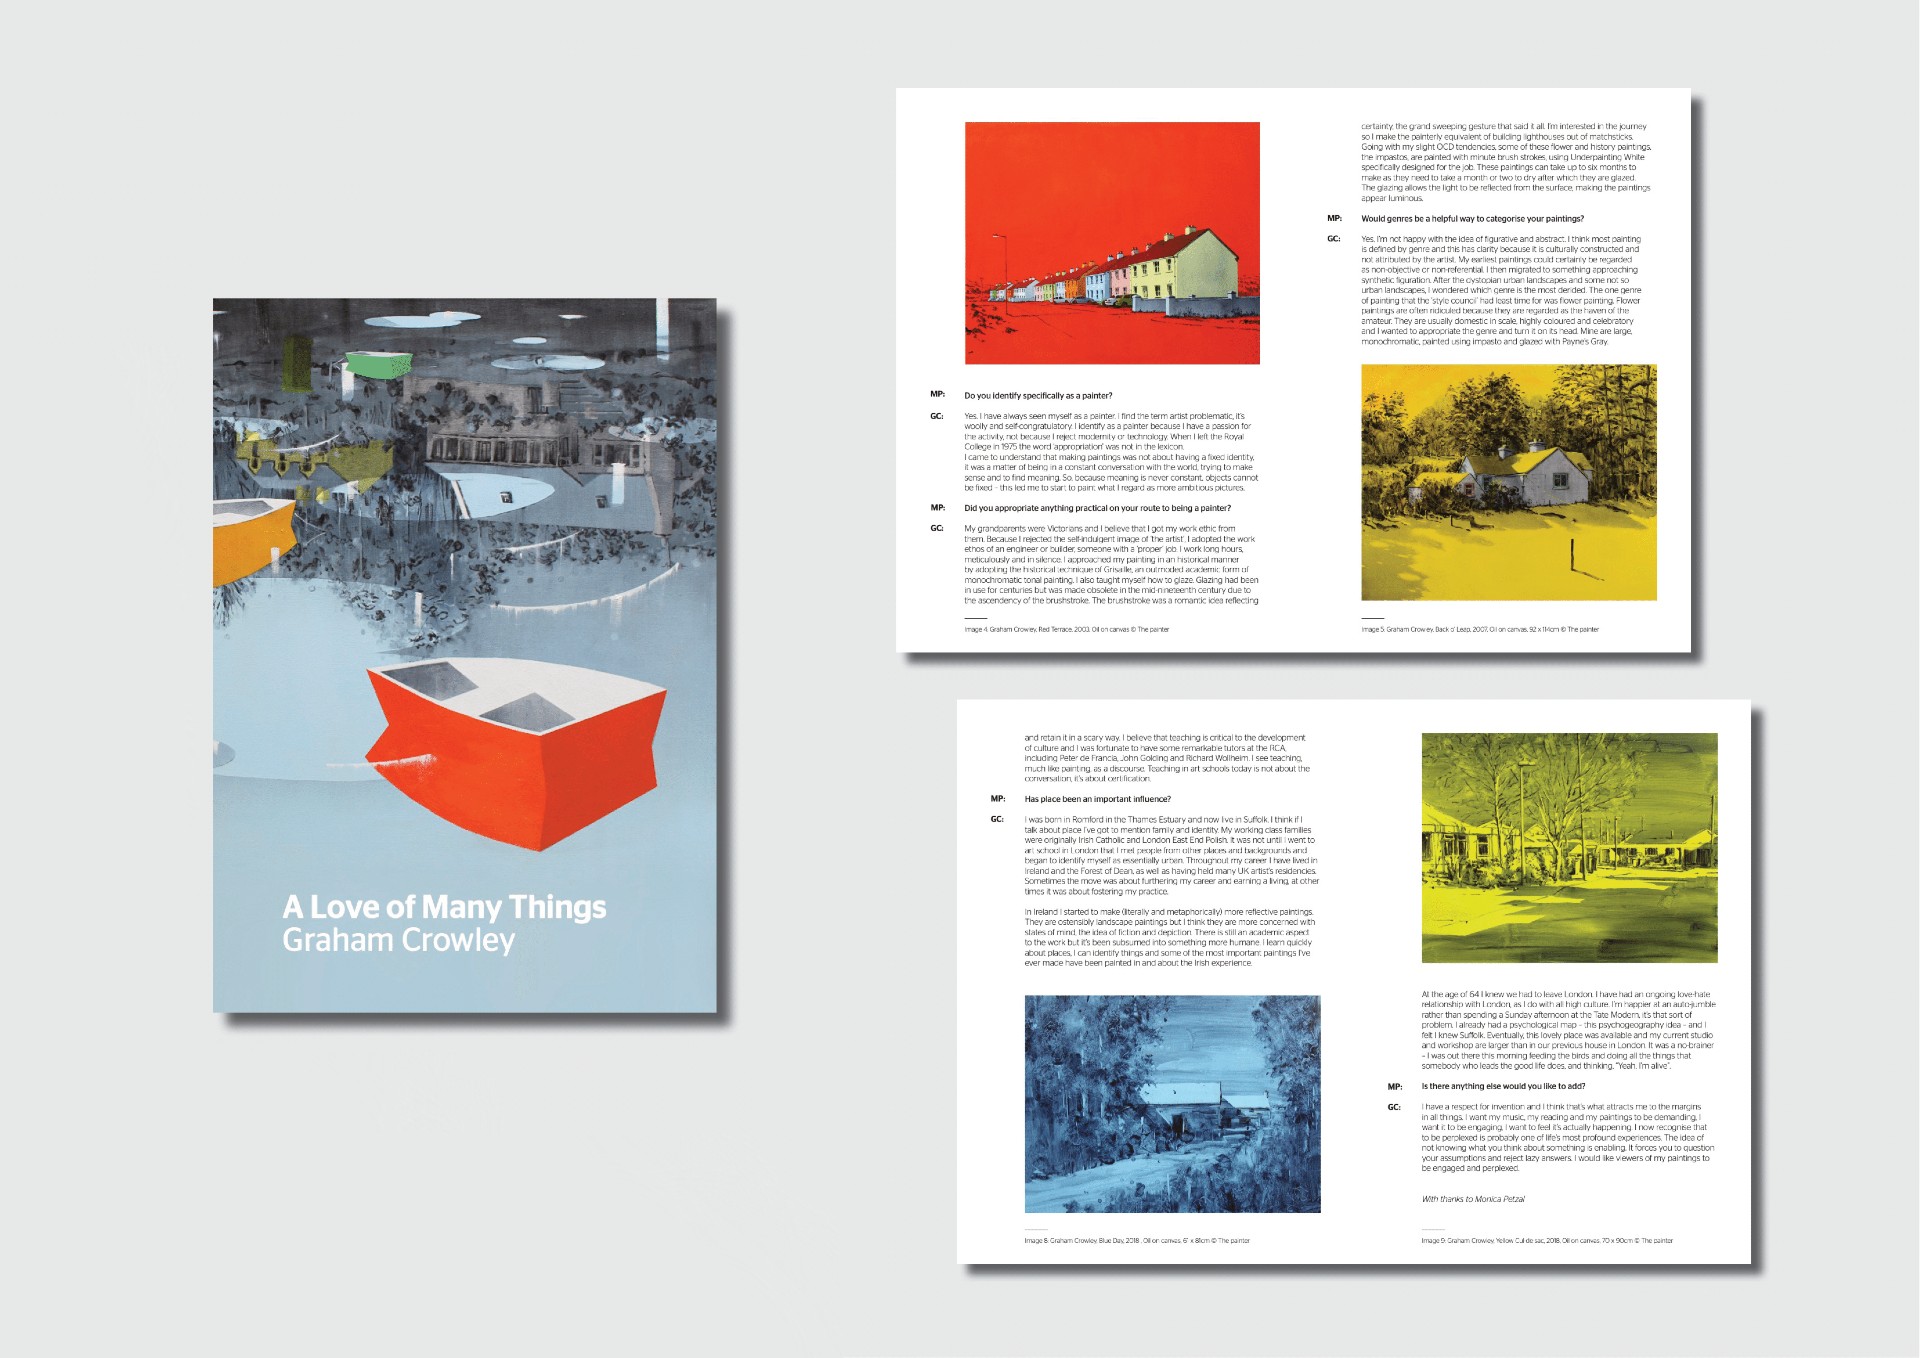 A Love of Many Things
Graham Crowley
MP: Do you identify specifically as a painter?
GC: Yes. I have always seen myself as a painter. I find the term artist problematic, it's
woolly and self-congratulatory. I identify as a painter because I have a passion for
the activity, not because I reject modernity or technology. When I left the Royal
College in 1975 the word 'appropriation' was not in the lexicon.
I came to understand that making paintings was not about having a fixed identity,
it was a matter of being in a constant conversation with the world, trying to make
sense and to find meaning. So, because meaning is never constant, objects cannot
be fixed - this led me to start to paint what I regard as more ambitious pictures.
MP: Did you appropriate anything practical on your route to being a painter?
GC: My grandparents were Victorians and I believe that I got my work ethic from
them. Because I rejected the self-indulgent image of 'the artist', I adopted the work
ethos of an engineer or builder, someone with a 'proper' job. I work long hours,
meticulously and in silence. I approached my painting in an historical manner
by adopting the historical technique of Grisaille, an outmoded academic form of
monochromatic tonal painting. I also taught myself how to glaze. Glazing had been
in use for centuries but was made obsolete in the mid-nineteenth century due to
the ascendency of the brushstroke. The brushstroke was a romantic idea reflecting
Image 4: Graham Crowley, Red Terrace, 2003, Oil on canvas © The painter
certainty, the grand sweeping gesture that said it all. I'm interested in the journey
so I make the painterly equivalent of building lighthouses out of matchsticks.
Going with my slight OCD tendencies, some of these flower and history paintings,
the impastos, are painted with minute brush strokes, using Underpainting White
specifically designed for the job. These paintings can take up to six months to
make as they need to take a month or two to dry after which they are glazed.
The glazing allows the light to be reflected from the surface, making the paintings
appear luminous.
MP: Would genres be a helpful way to categorise your paintings?
GC: Yes. I'm not happy with the idea of figurative and abstract. I think most painting
is defined by genre and this has clarity because it is culturally constructed and
not attributed by the artist. My earliest paintings could certainly be regarded
as non-objective or non-referential. I then migrated to something approaching
synthetic figuration. After the dystopian urban landscapes and some not so
urban landscapes, I wondered which genre is the most derided. The one genre
of painting that the 'style council' had least time for was flower painting. Flower
paintings are often ridiculed because they are regarded as the haven of the
amateur. They are usually domestic in scale, highly coloured and celebratory
and I wanted to appropriate the genre and turn it on its head. Mine are large,
monochromatic, painted using impasto and glazed with Payne's Gray.
Image 5: Graham Crowley, Back o' Leap, 2007, Oil on canvas, 92 x 114cm © The painter
and retain it in a scary way. I believe that teaching is critical to the development
of culture and I was fortunate to have some remarkable tutors at the RCA,
including Peter de Francia, John Golding and Richard Wollheim. I see teaching,
much like painting, as a discourse. Teaching in art schools today is not about the
conversation, it's about certification.
MP: Has place been an important influence?
GC: I was born in Romford in the Thames Estuary and now live in Suffolk. I think if I
talk about place I've got to mention family and identity. My working class families
were originally Irish Catholic and London East End Polish. It was not until I went to
art school in London that I met people from other places and backgrounds and
began to identify myself as essentially urban. Throughout my career I have lived in
Ireland and the Forest of Dean, as well as having held many UK artist's residencies.
Sometimes the move was about furthering my career and earning a living, at other
times it was about fostering my practice.
In Ireland I started to make (literally and metaphorically) more reflective paintings.
They are ostensibly landscape paintings but I think they are more concerned with
states of mind, the idea of fiction and depiction. There is still an academic aspect
to the work but it's been subsumed into something more humane. I learn quickly
about places, I can identify things and some of the most important paintings I've
ever made have been painted in and about the Irish experience.
Image 8: Graham Crowley, Blue Day, 2018 , Oil on canvas, 61 x 81cm © The painter
At the age of 64 I knew we had to leave London. I have had an ongoing love-hate
relationship with London, as I do with all high culture. I'm happier at an auto-jumble
rather than spending a Sunday afternoon at the Tate Modern, it's that sort of
problem. I already had a psychological map - this psychogeography idea - and I
felt I knew Suffolk. Eventually, this lovely place was available and my current studio
and workshop are larger than in our previous house in London. It was a no-brainer
- I was out there this morning feeding the birds and doing all the things that
somebody who leads the good life does, and thinking, "Yeah, I'm alive".
MP: Is there anything else would you like to add?
GC: I have a respect for invention and I think that's what attracts me to the margins
in all things. I want my music, my reading and my paintings to be demanding, I
want it to be engaging, I want to feel it's actually happening. I now recognise that
to be perplexed is probably one of life's most profound experiences. The idea of
not knowing what you think about something is enabling. It forces you to question
your assumptions and reject lazy answers. I would like viewers of my paintings to
be engaged and perplexed.
With thanks to Monica Petzal
Image 9: Graham Crowley, Yellow Cul de sac, 2018, Oil on canvas, 70 x 90cm © The painter